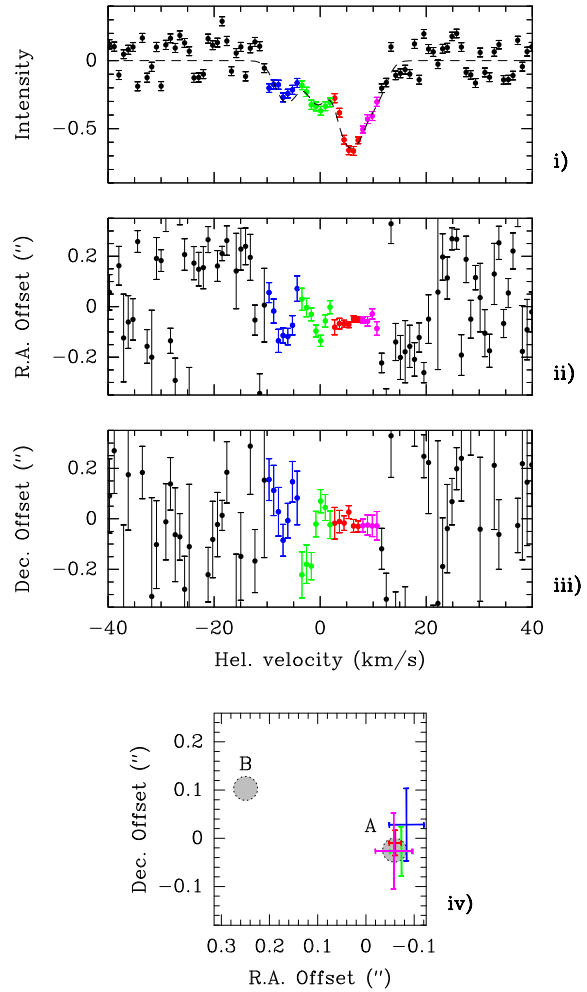 0
−0.5
Intensity
i)
0.2
0
−0.2
R.A. Offset ('')
ii)
0.2
0
−0.2
Dec. Offset ('')
iii)
−40 −20 0 20 40
Hel. velocity (km/s)
0.2
0.1
0
−0.1
Dec. Offset ('')
B
A
iv)
0.3 0.2 0.1 0 −0.1
R.A. Offset ('')